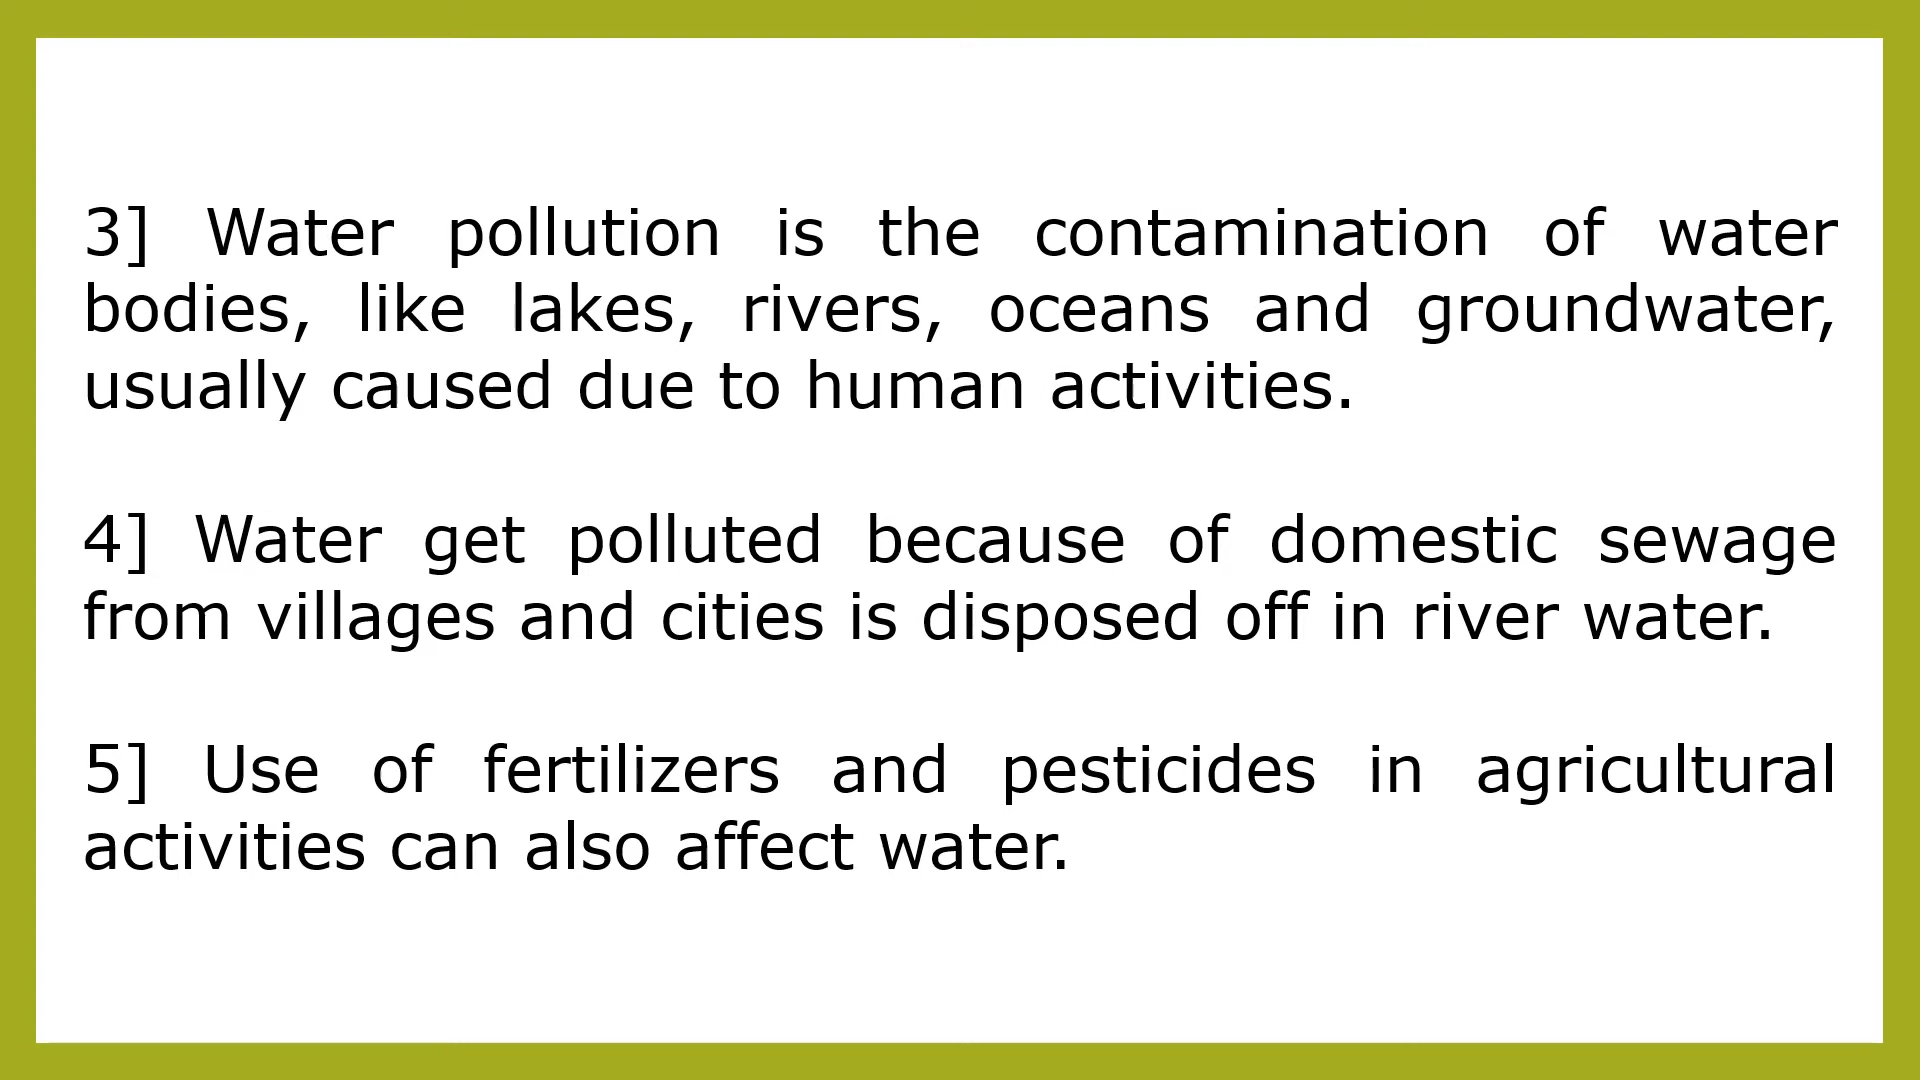 3] Water pollution is the contamination of water
bodies, like lakes, rivers, oceans and groundwater,
usually caused due to human activities.
4] Water get polluted because of domestic sewage
from villages and cities is disposed off in river water.
5] Use of fertilizers and pesticides in agricultural
activities can also affect water.